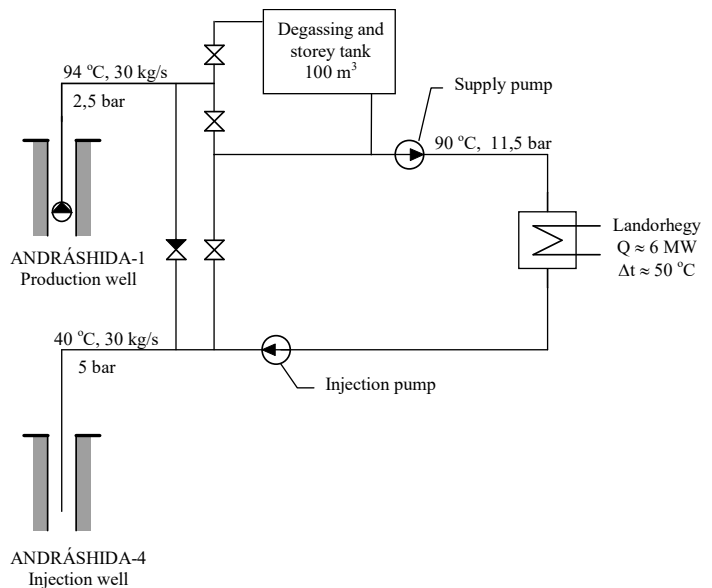 Degassing and
storey tank
100 m³
94 °C, 30 kg/s
2,5 bar
Supply pump
90 °C, 11,5 bar
Landorhegy
Q ≈ 6 MW
Δt ≈ 50 °C
ANDRÁSHIDA-1
Production well
40 °C, 30 kg/s
5 bar
Injection pump
ANDRÁSHIDA-4
Injection well